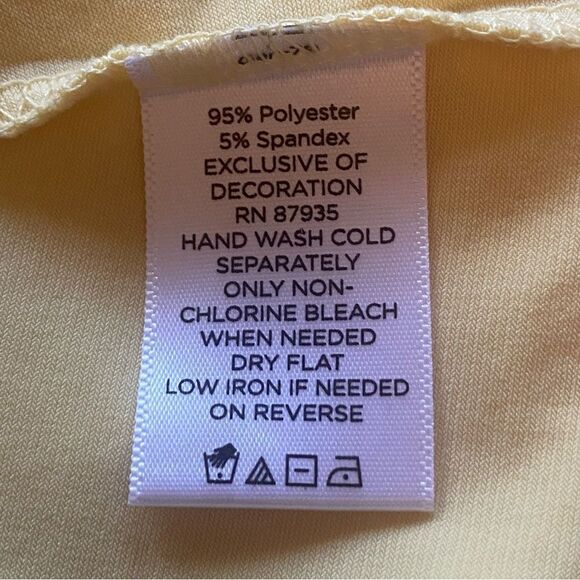 95% Polyester
5% Spandex
EXCLUSIVE OF
DECORATION
RN 87935
HAND WASH COLD
SEPARATELY
ONLY NON-
CHLORINE BLEACH
WHEN NEEDED
DRY FLAT
LOW IRON IF NEEDED
ON REVERSE